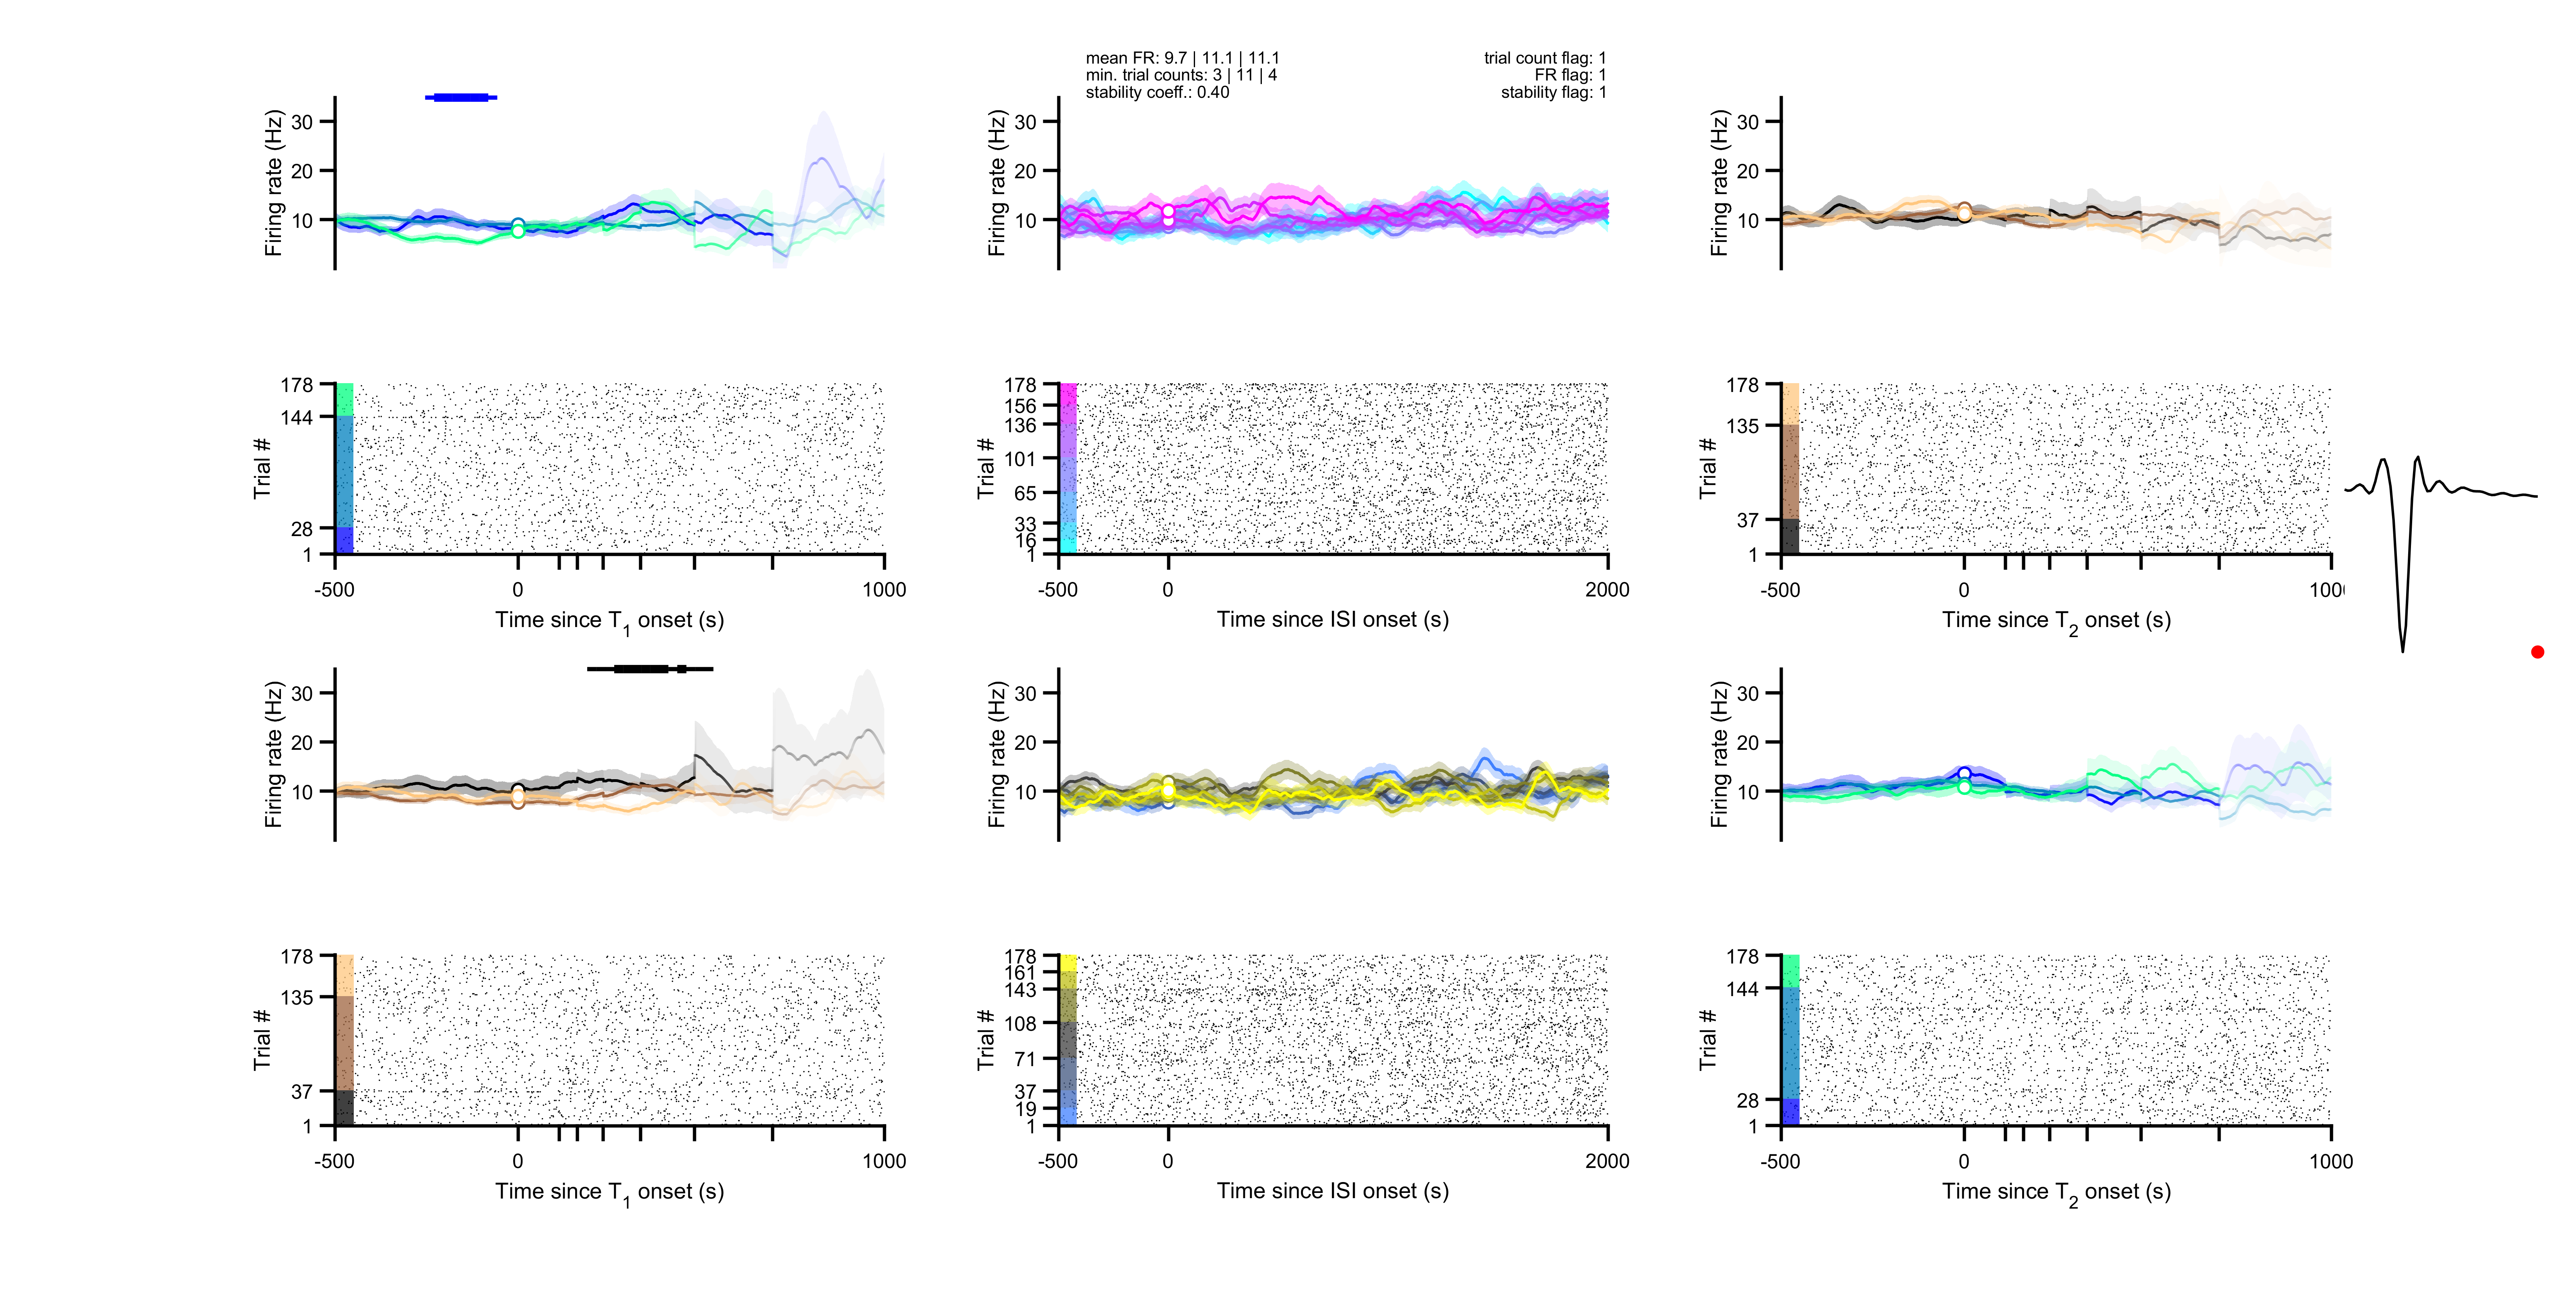 mean FR: 9.7 | 11.1 | 11.1
min. trial counts: 3 | 11 | 4
stability coeff.: 0.40
trial count flag: 1
FR flag: 1
stability flag: 1
Firing rate (Hz)
30
20
10
Firing rate (Hz)
30
20
10
Firing rate (Hz)
30
20
10
Trial #
178
144
28
1
-500
0
1000
Time since T1 onset (s)
Trial #
178
156
136
101
65
33
16
1
-500
0
2000
Time since ISI onset (s)
Trial #
178
135
37
1
-500
0
Time since T2 onset (s)
Firing rate (Hz)
30
20
10
Firing rate (Hz)
30
20
10
Firing rate (Hz)
30
20
10
Trial #
178
135
37
1
-500
0
1000
Time since T1 onset (s)
Trial #
178
161
143
108
71
37
19
1
-500
0
2000
Time since ISI onset (s)
Trial #
178
144
28
1
-500
0
1000
Time since T2 onset (s)